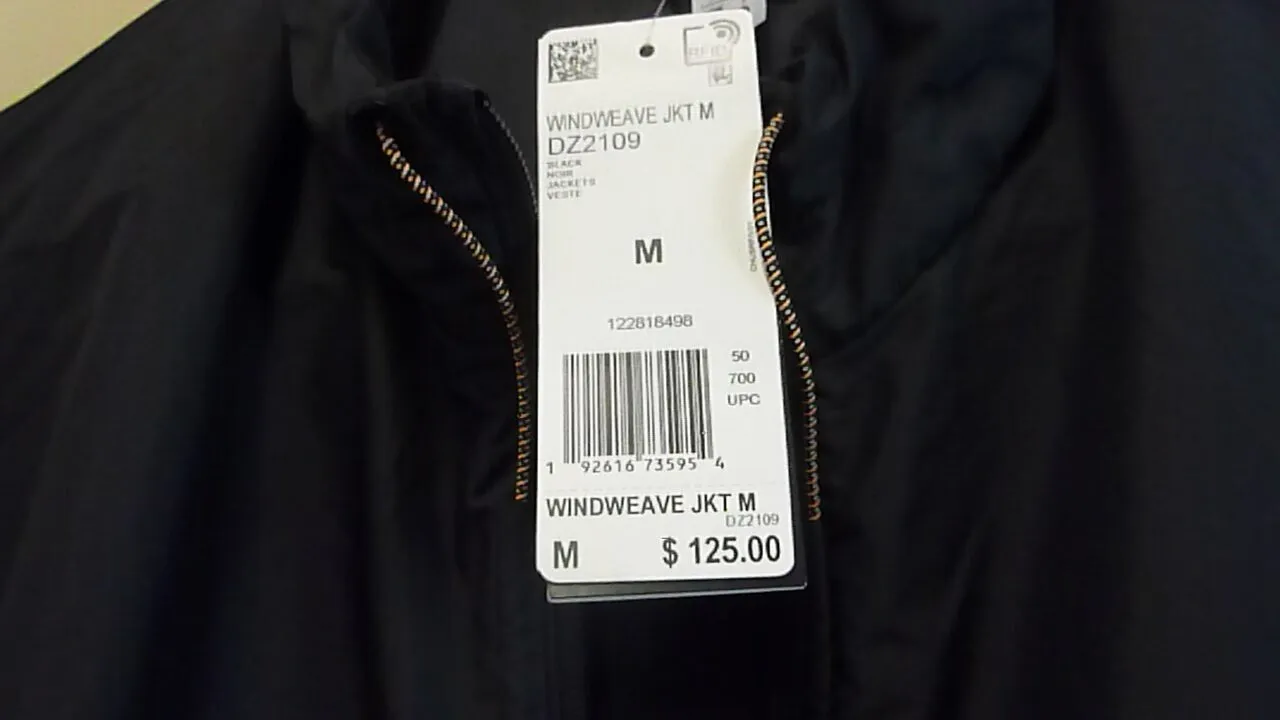 RFID
WINDWEAVE JKT M
DZ2109
BLACK
NOIR
JACKETS
VESTE
M
122818498
50
700
UPC
1 92616 73595 4
WINDWEAVE JKT M
DZ2109
M $ 125.00